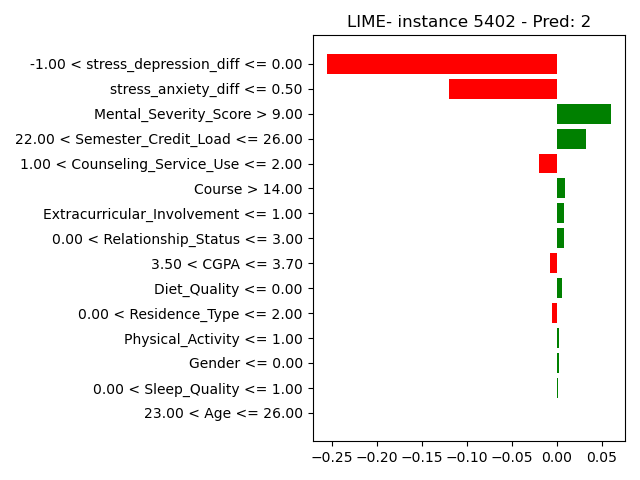 LIME- instance 5402 - Pred: 2
-1.00 < stress_depression_diff <= 0.00
stress_anxiety_diff <= 0.50
Mental_Severity_Score > 9.00
22.00 < Semester_Credit_Load <= 26.00
1.00 < Counseling_Service_Use <= 2.00
Course > 14.00
Extracurricular_Involvement <= 1.00
0.00 < Relationship_Status <= 3.00
3.50 < CGPA <= 3.70
Diet_Quality <= 0.00
0.00 < Residence_Type <= 2.00
Physical_Activity <= 1.00
Gender <= 0.00
0.00 < Sleep_Quality <= 1.00
23.00 < Age <= 26.00
−0.25 −0.20 −0.15 −0.10 −0.05 0.00 0.05